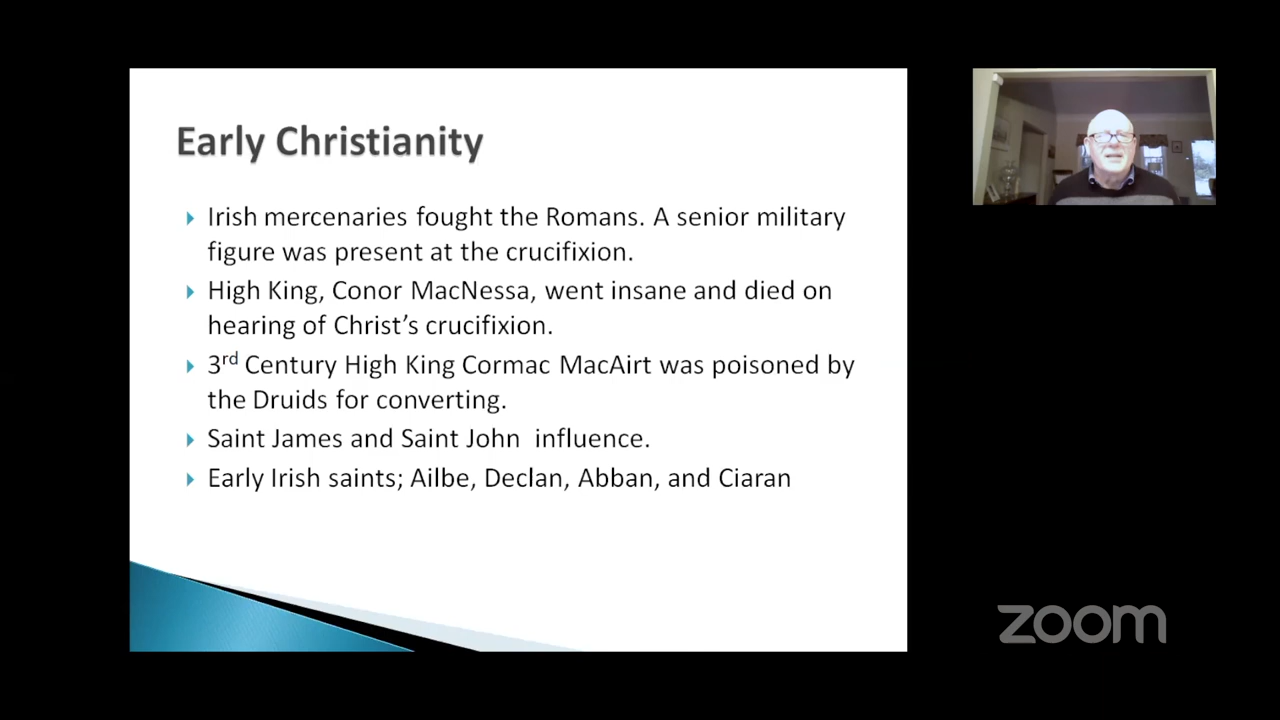 Early Christianity
Irish mercenaries fought the Romans. A senior military
figure was present at the crucifixion.
High King, Conor MacNessa, went insane and died on
hearing of Christ’s crucifixion.
3rd Century High King Cormac MacAirt was poisoned by
the Druids for converting.
Saint James and Saint John influence.
Early Irish saints; Ailbe, Declan, Abban, and Ciaran
zoom